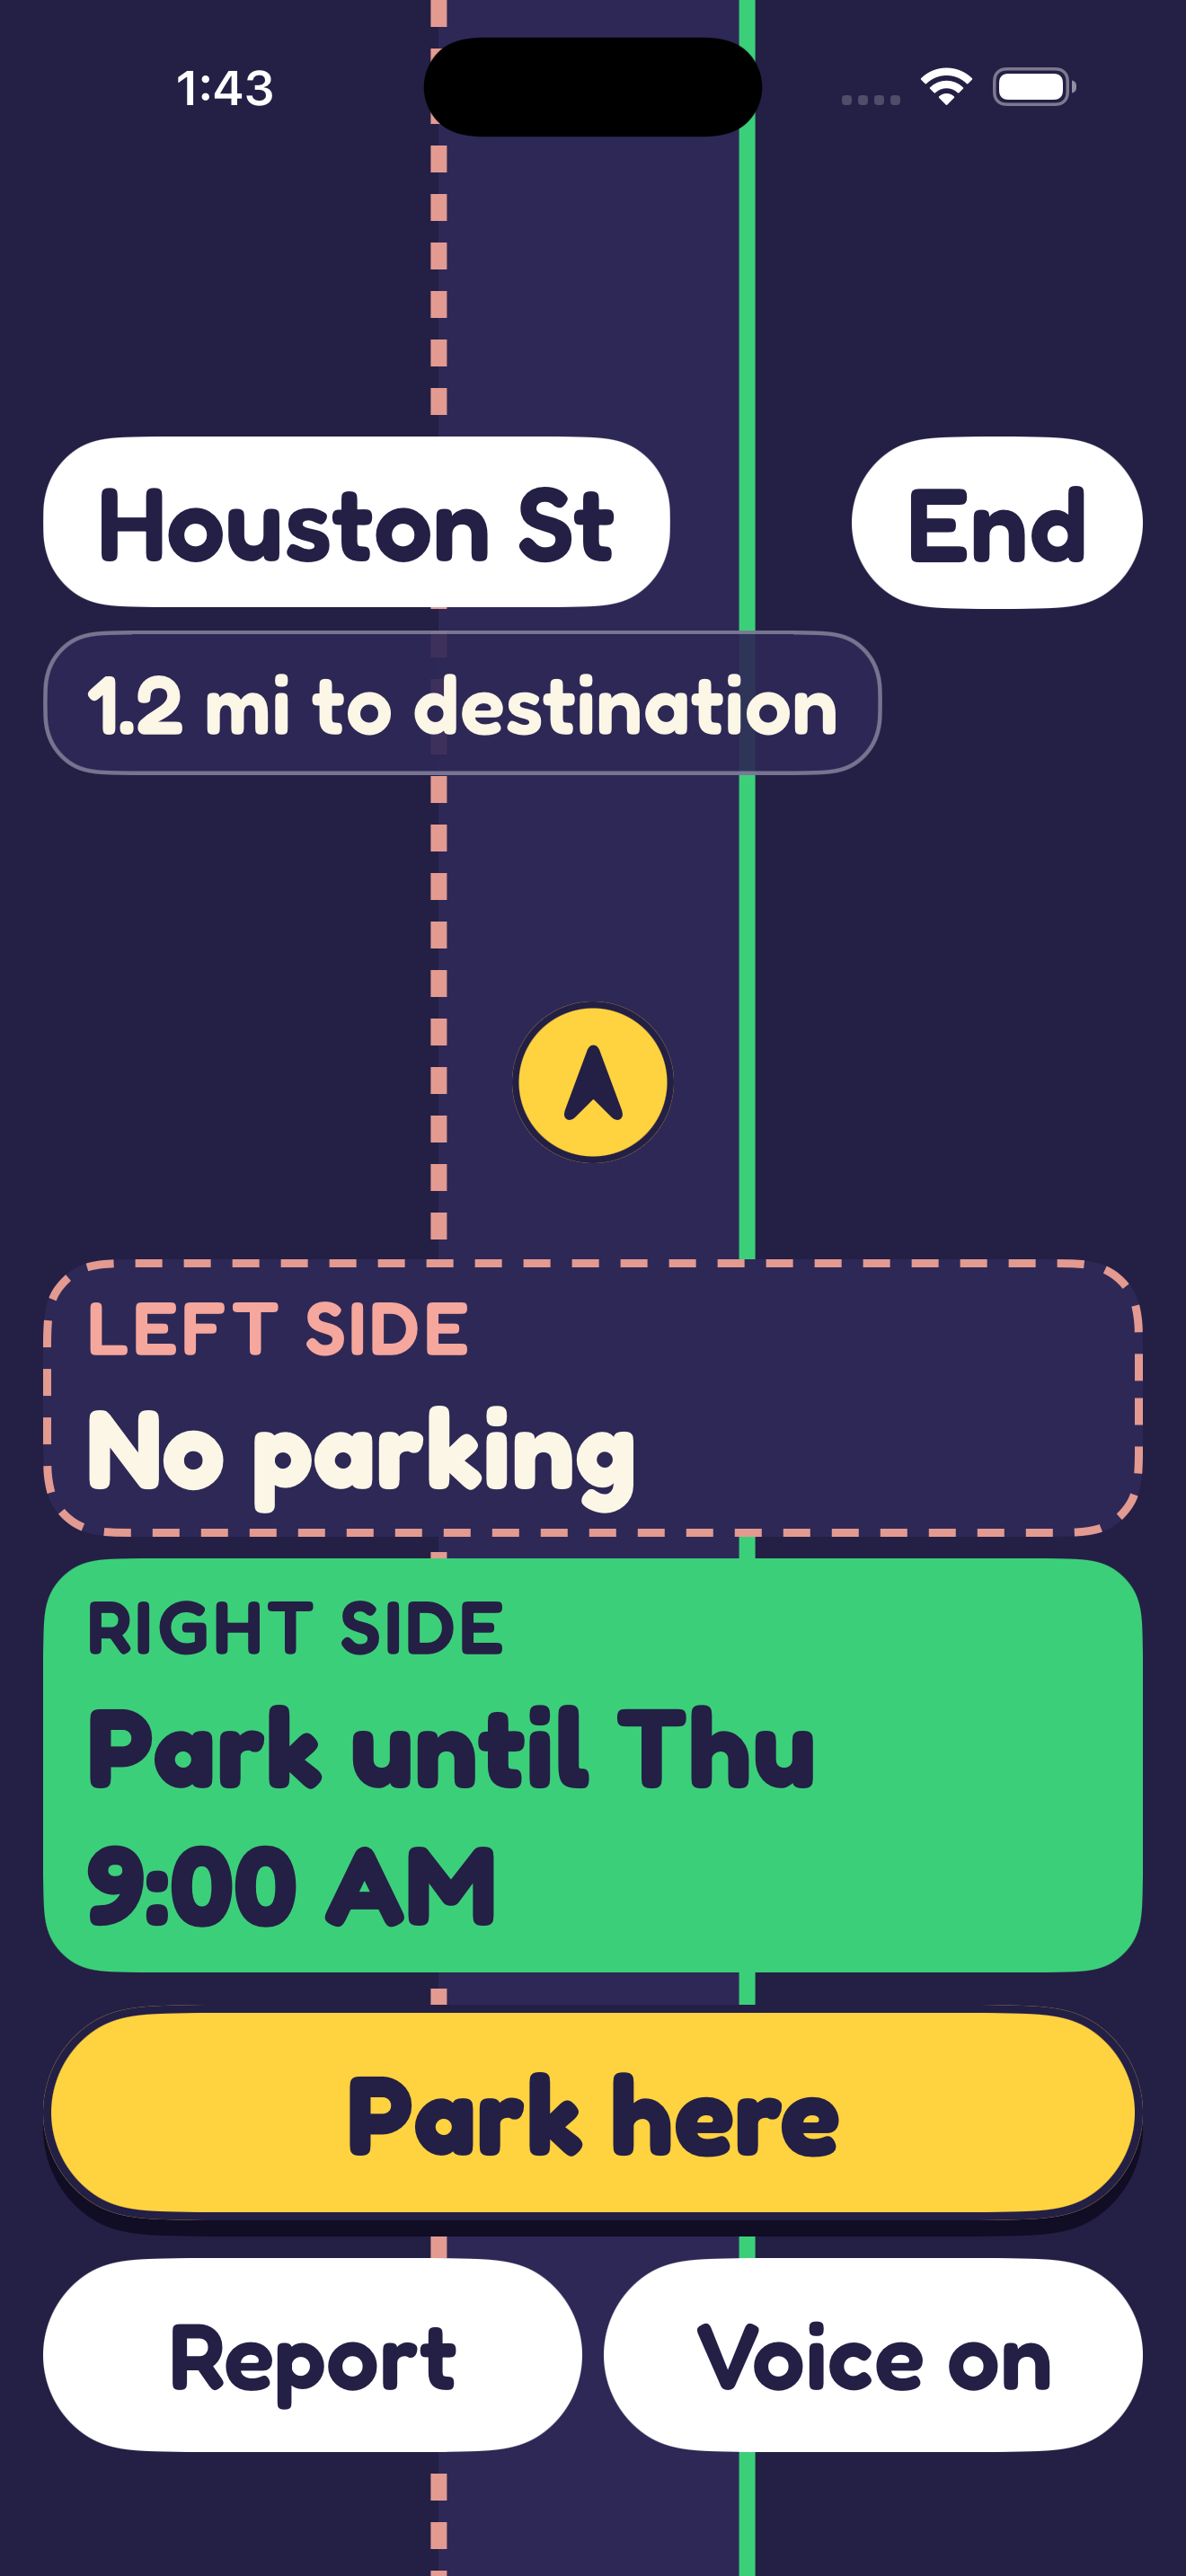 1:43
Houston St
End
1.2 mi to destination
LEFT SIDE
No parking
RIGHT SIDE
Park until Thu
9:00 AM
Park here
Report
Voice on